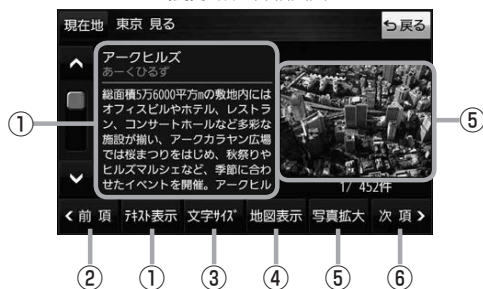 現在地 東京 見る
戻る
アークヒルズ
あーくひるず
総面積5万6000平方mの敷地内には
オフィスビルやホテル、レストラ
ン、コンサートホールなど多彩な
施設が揃い、アークカラヤン広場
では桜まつりをはじめ、秋祭りや
ヒルズマルシェなど、季節に合わ
せたイベントを開催。アークヒル
1/ 452件
前 項 ﾃｷｽﾄ表示 文字ｻｲｽﾞ 地図表示 写真拡大 次 項
① ⑤
② ① ③ ④ ⑤ ⑥